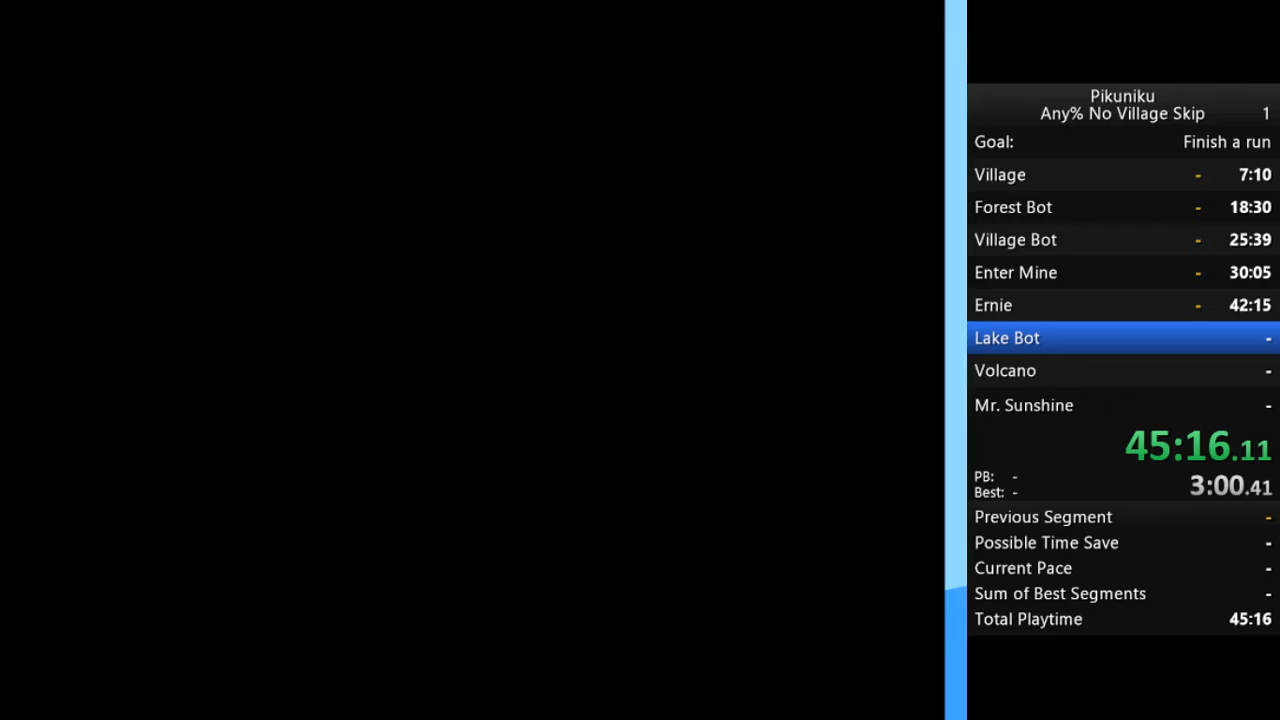 Pikuniku
Any% No Village Skip 1
Goal: Finish a run
Village - 7:10
Forest Bot - 18:30
Village Bot - 25:39
Enter Mine - 30:05
Ernie - 42:15
Lake Bot -
Volcano -
Mr. Sunshine -
45:16.11
PB: -
Best: - 3:00.41
Previous Segment -
Possible Time Save -
Current Pace -
Sum of Best Segments -
Total Playtime 45:16